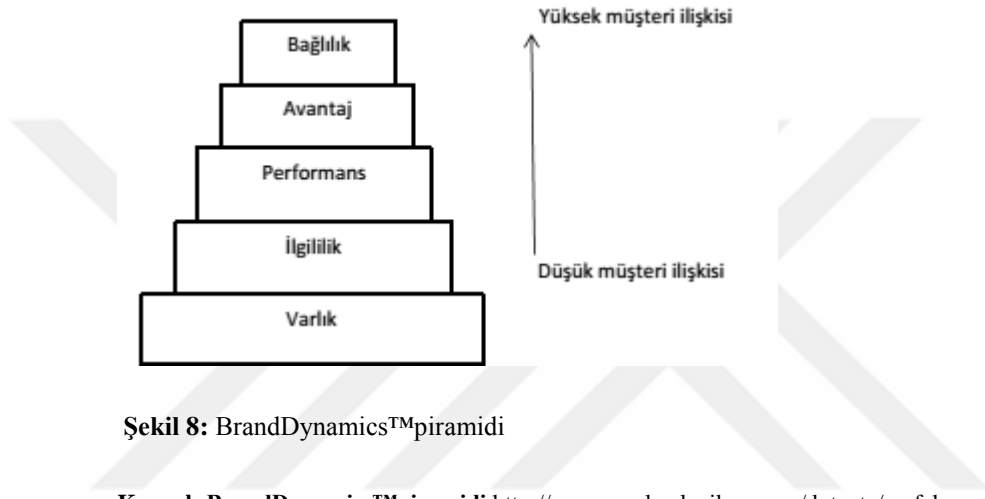 Yüksek müşteri ilişkisi
Bağlılık
Avantaj
Performans
İlgililik
Düşük müşteri ilişkisi
Varlık
Şekil 8: BrandDynamics™piramidi